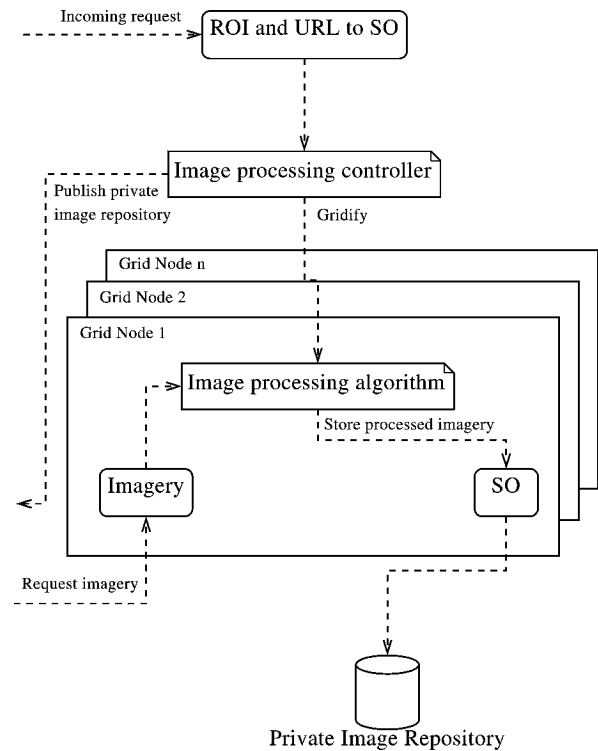 Incoming request
ROI and URL to SO
Image processing controller
Publish private
image repository
Gridify
Grid Node n
Grid Node 2
Grid Node 1
Image processing algorithm
Store processed imagery
Imagery
SO
Request imagery
Private Image Repository